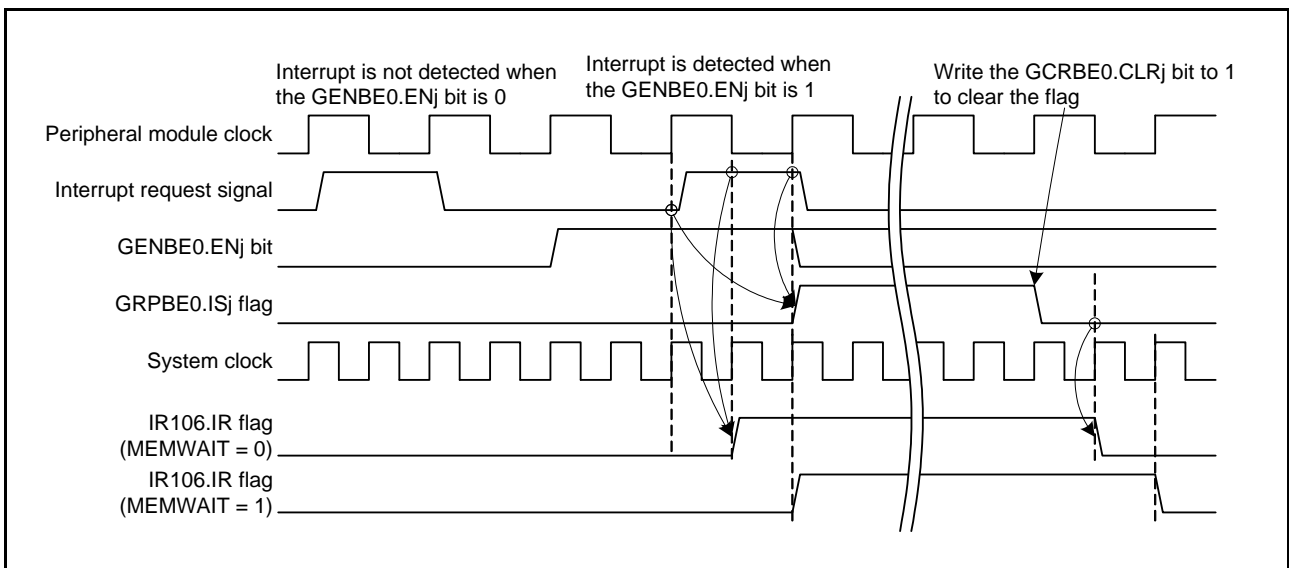 Interrupt is not detected when
the GENBE0.ENj bit is 0
Interrupt is detected when
the GENBE0.ENj bit is 1
Write the GCRBE0.CLRj bit to 1
to clear the flag
Peripheral module clock
Interrupt request signal
GENBE0.ENj bit
GRPBE0.ISj flag
System clock
IR106.IR flag
(MEMWAIT = 0)
IR106.IR flag
(MEMWAIT = 1)